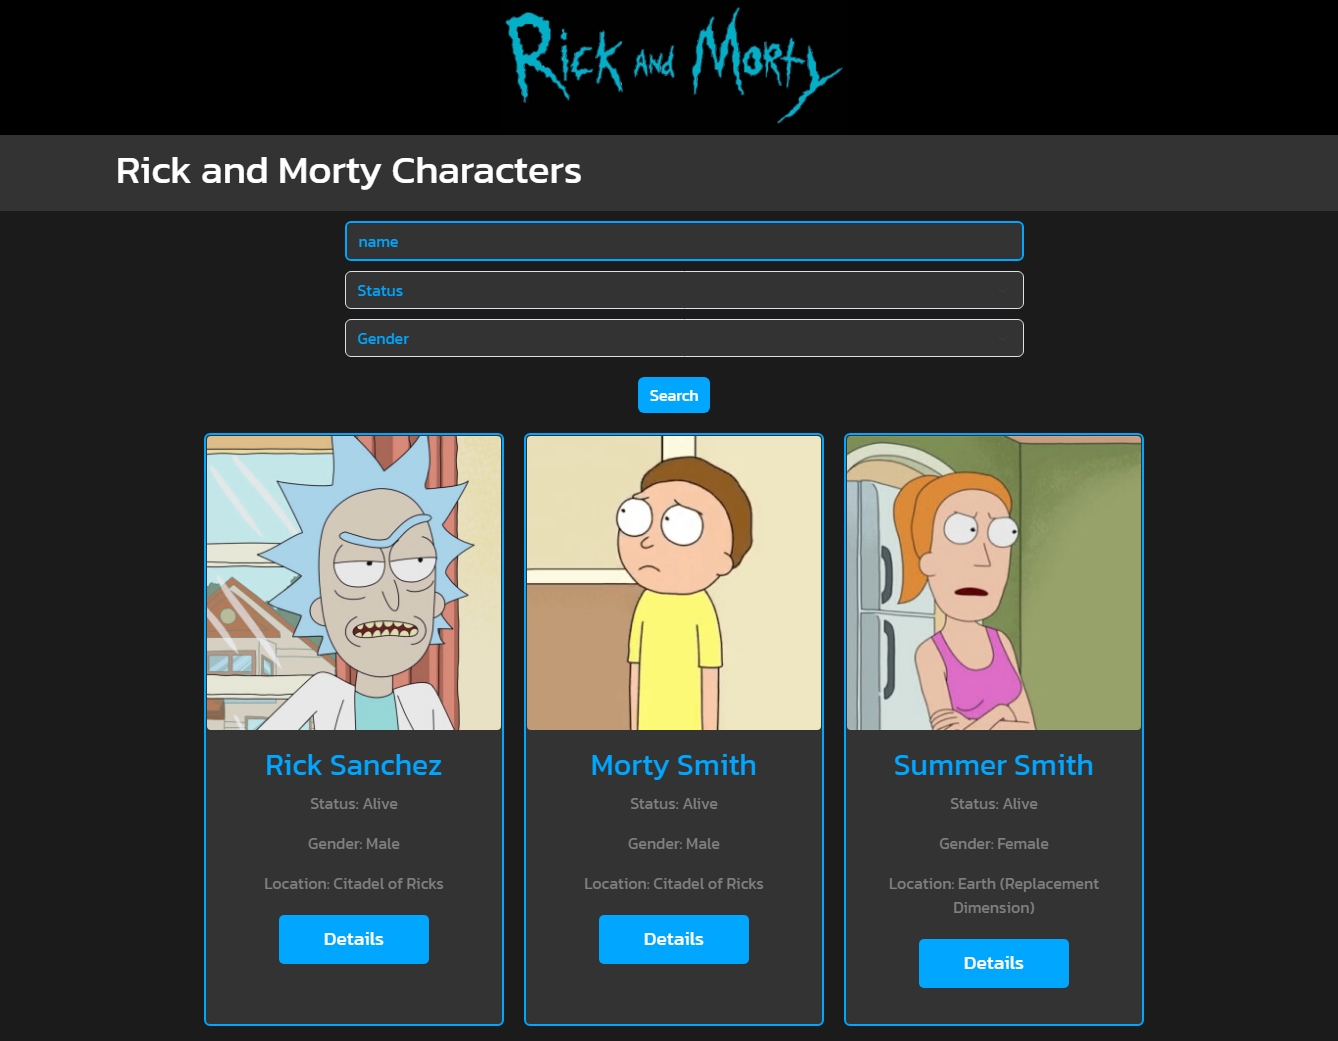 Rick and Morty
Rick and Morty Characters
name
Status
Gender
Search
Rick Sanchez
Status: Alive
Gender: Male
Location: Citadel of Ricks
Details
Morty Smith
Status: Alive
Gender: Male
Location: Citadel of Ricks
Details
Summer Smith
Status: Alive
Gender: Female
Location: Earth (Replacement
Dimension)
Details